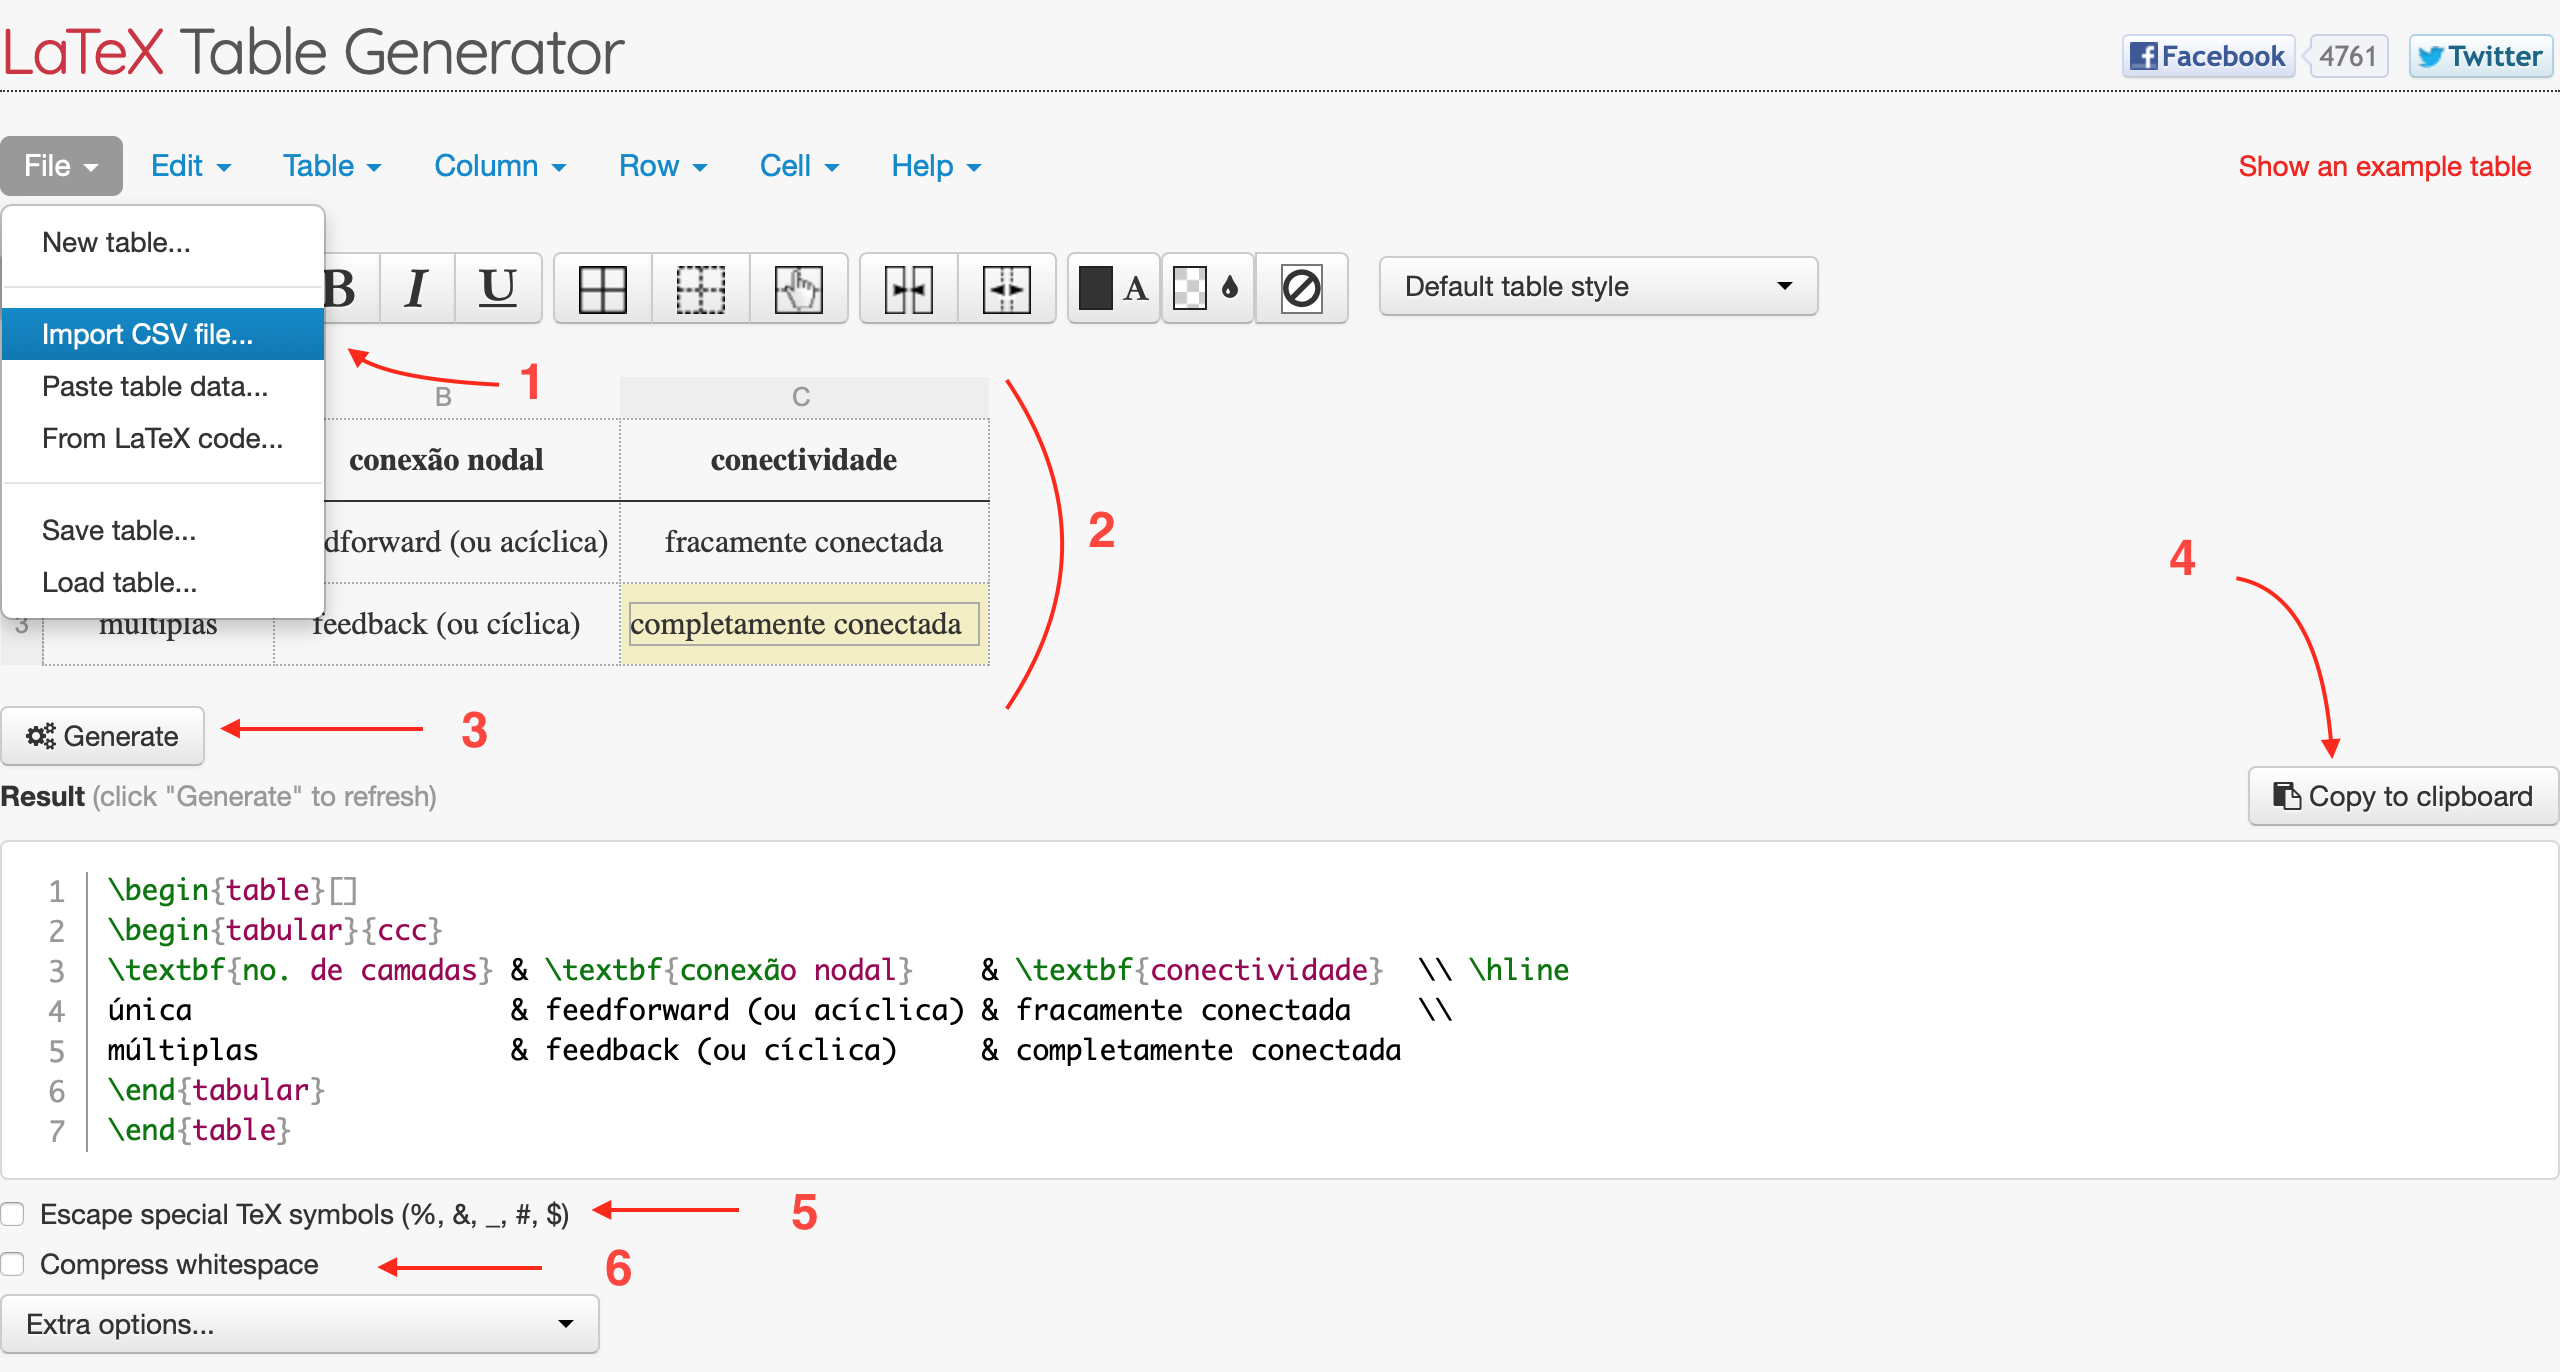 LaTeX Table Generator
Facebook 4761 Twitter
File Edit Table Column Row Cell Help Show an example table
New table...
Import CSV file...
Paste table data...
From LaTeX code...
Save table...
Load table...
B I U A Default table style
1
B C
conexão nodal conectividade
dforward (ou acíclica) fracamente conectada
3 múltiplas feedback (ou cíclica) completamente conectada
2
4
Generate 3
Result (click "Generate" to refresh) Copy to clipboard
1 \begin{table}[]
2 \begin{tabular}{ccc}
3 \textbf{no. de camadas} & \textbf{conexão nodal} & \textbf{conectividade} \\ \hline
4 única & feedforward (ou acíclica) & fracamente conectada \\
5 múltiplas & feedback (ou cíclica) & completamente conectada
6 \end{tabular}
7 \end{table}
Escape special TeX symbols (%, &, _, #, $) 5
Compress whitespace 6
Extra options...